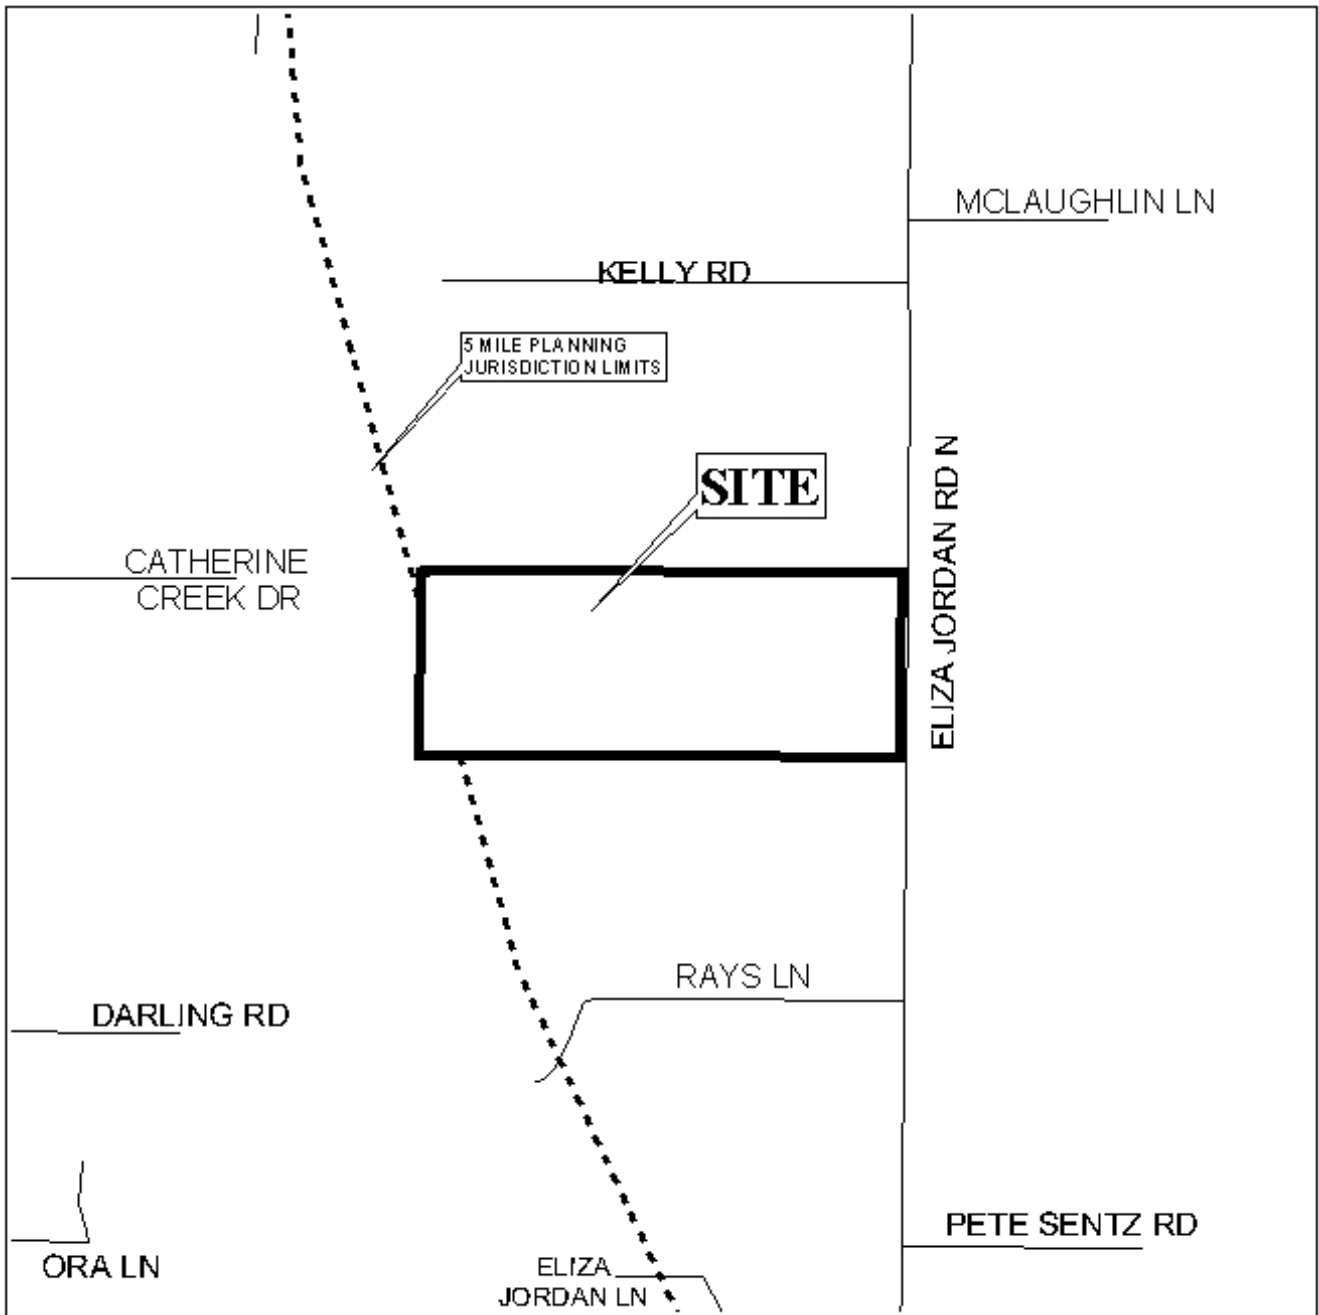 MCLAUGHLIN LN
KELLY RD
5 MILE PLANNING
JURISDICTION LIMITS
SITE
ELIZA JORDAN RD N
CATHERINE
CREEK DR
RAYS LN
DARLING RD
PETE SENTZ RD
ORA LN
ELIZA
JORDAN LN